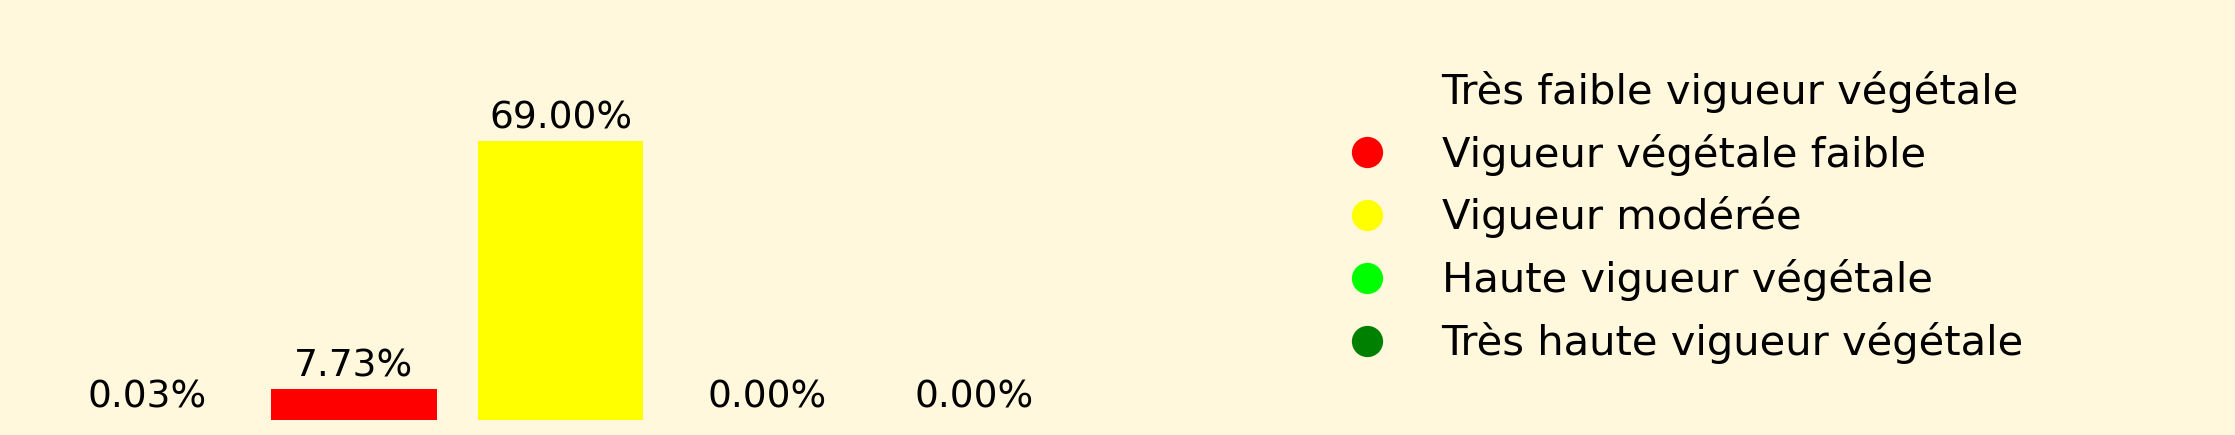 69.00%
7.73%
0.03%
0.00%
0.00%
Très faible vigueur végétale
Vigueur végétale faible
Vigueur modérée
Haute vigueur végétale
Très haute vigueur végétale